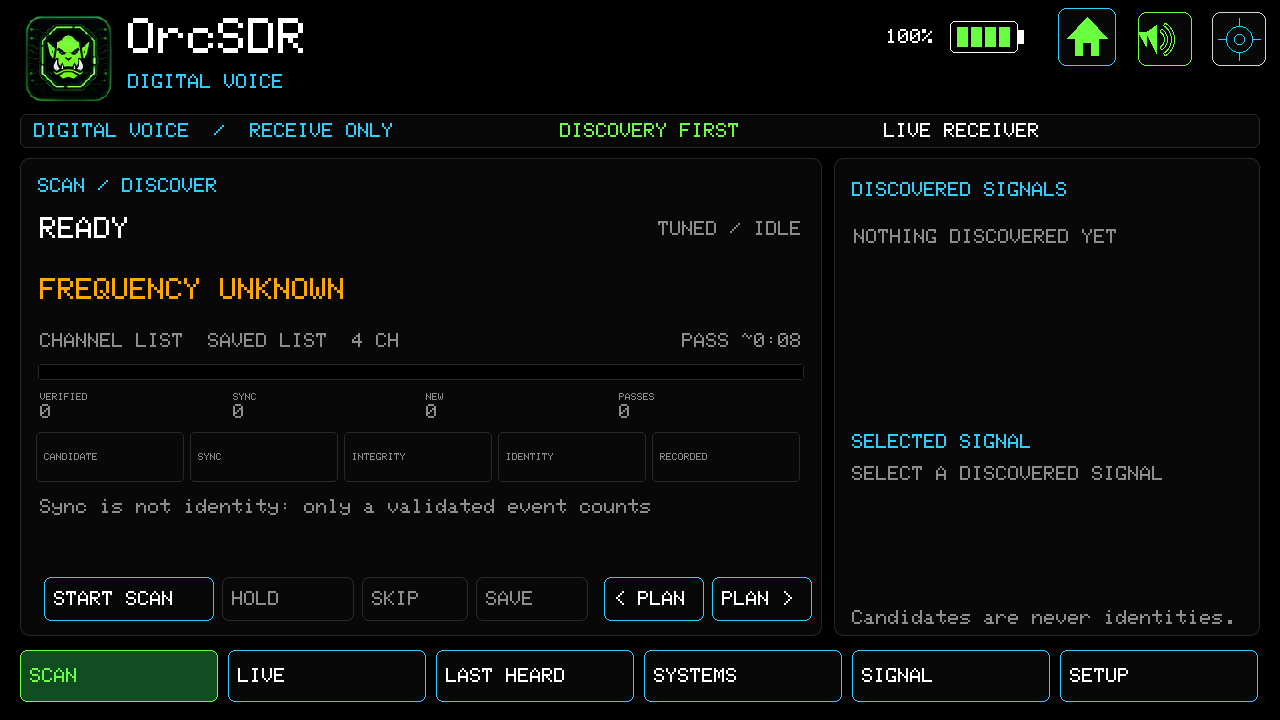 OrcSDR
100%
DIGITAL VOICE
DIGITAL VOICE / RECEIVE ONLY
DISCOVERY FIRST
LIVE RECEIVER
SCAN / DISCOVER
READY
TUNED / IDLE
FREQUENCY UNKNOWN
CHANNEL LIST SAVED LIST 4 CH
PASS ~0:08
VERIFIED
0
SYNC
0
NEW
0
PASSES
0
CANDIDATE
SYNC
INTEGRITY
IDENTITY
RECORDED
Sync is not identity: only a validated event counts
START SCAN
HOLD
SKIP
SAVE
< PLAN
PLAN >
DISCOVERED SIGNALS
NOTHING DISCOVERED YET
SELECTED SIGNAL
SELECT A DISCOVERED SIGNAL
Candidates are never identities.
SCAN
LIVE
LAST HEARD
SYSTEMS
SIGNAL
SETUP